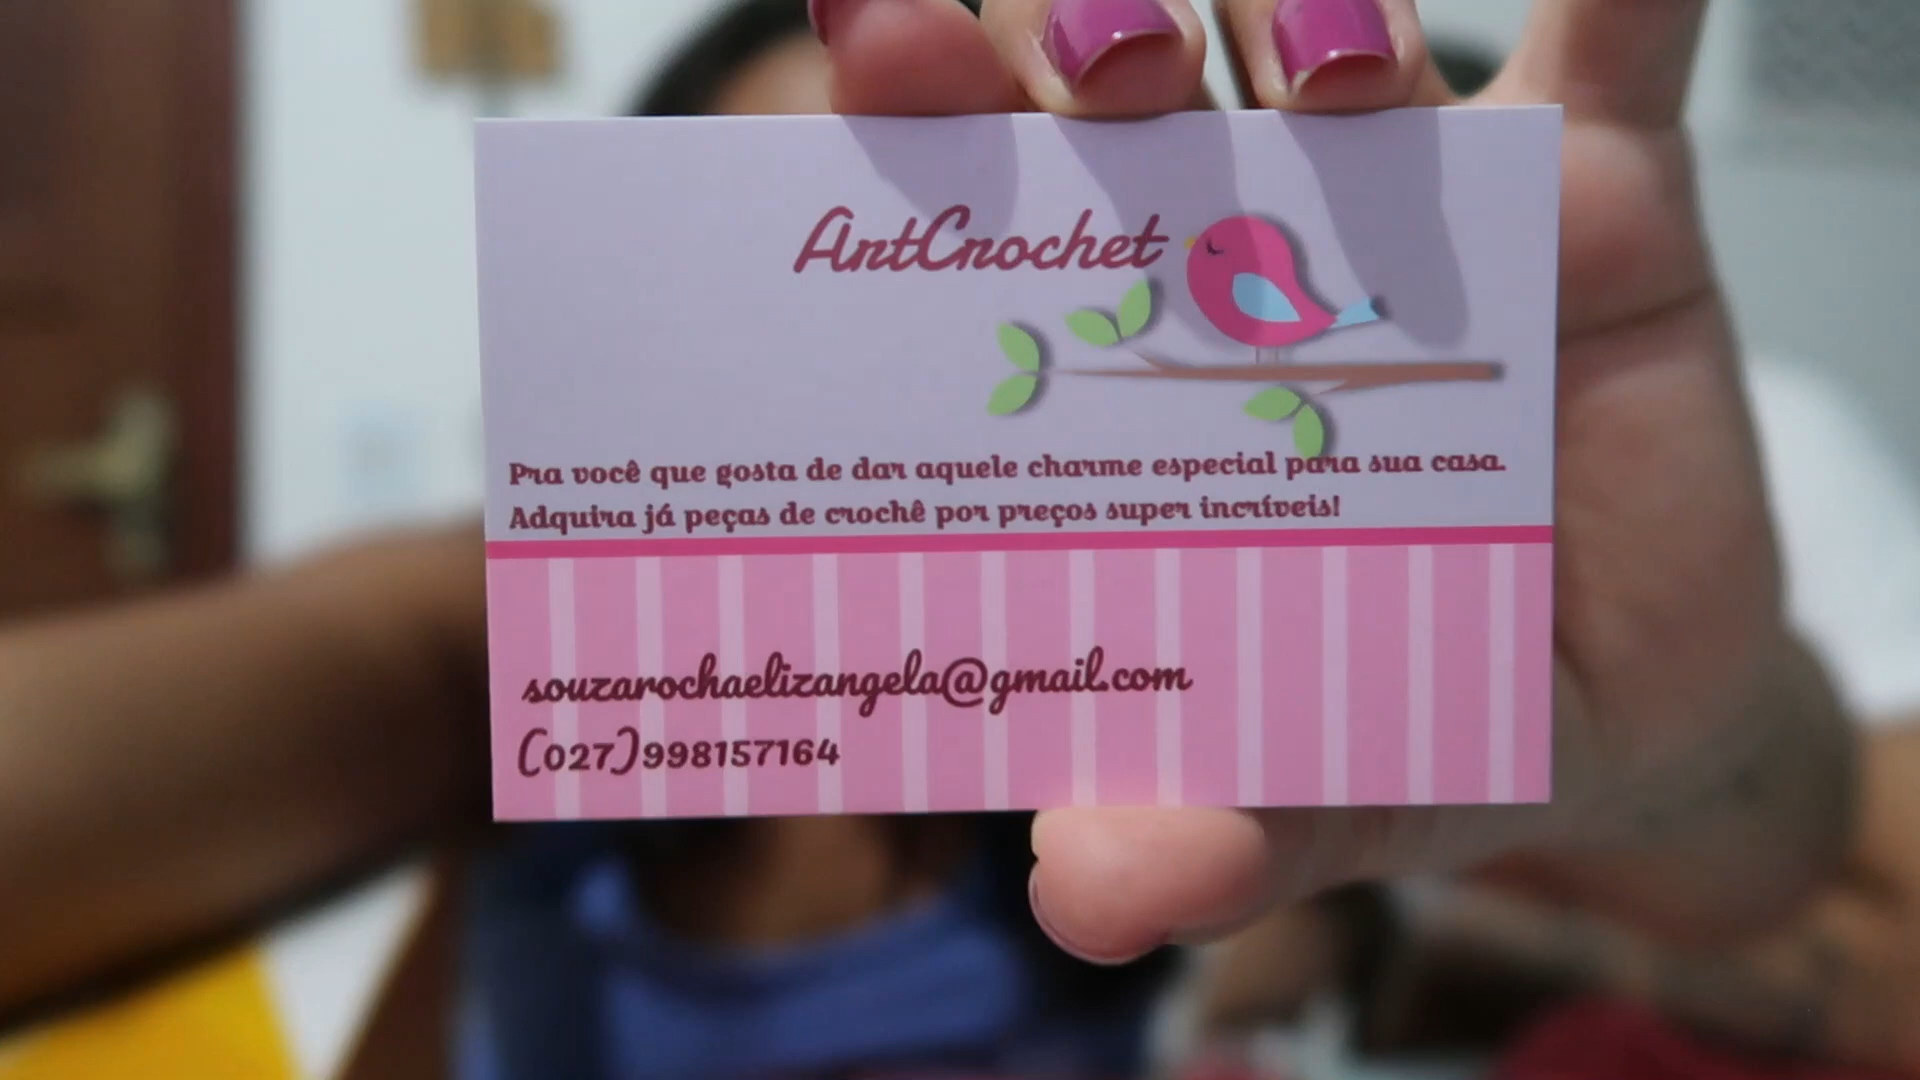 ArtCrochet
Pra você que gosta de dar aquele charme especial para sua casa.
Adquira já peças de crochê por preços super incríveis!
souzarochaelizangela@gmail.com
(027)998157164